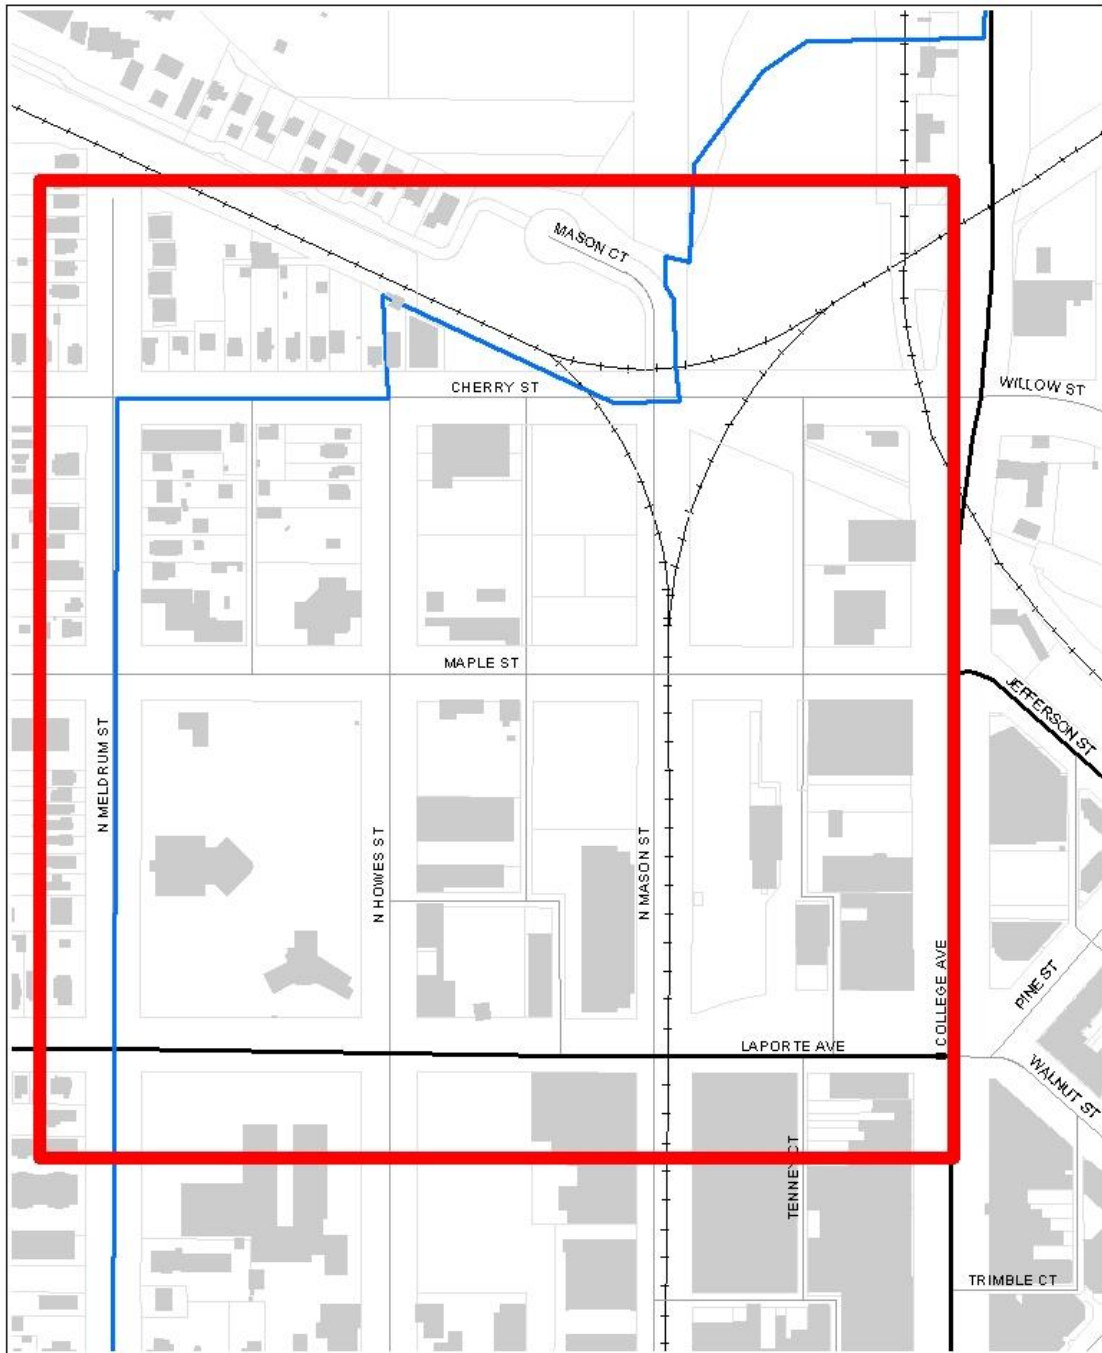 MASON CT
CHERRY ST
WILLOW ST
MAPLE ST
JEFFERSON ST
N MELDRUM ST
N HOWES ST
N MASON ST
COLLEGE AVE
PINE ST
LAPORTE AVE
WALNUT ST
TENNEY CT
TRIMBLE CT